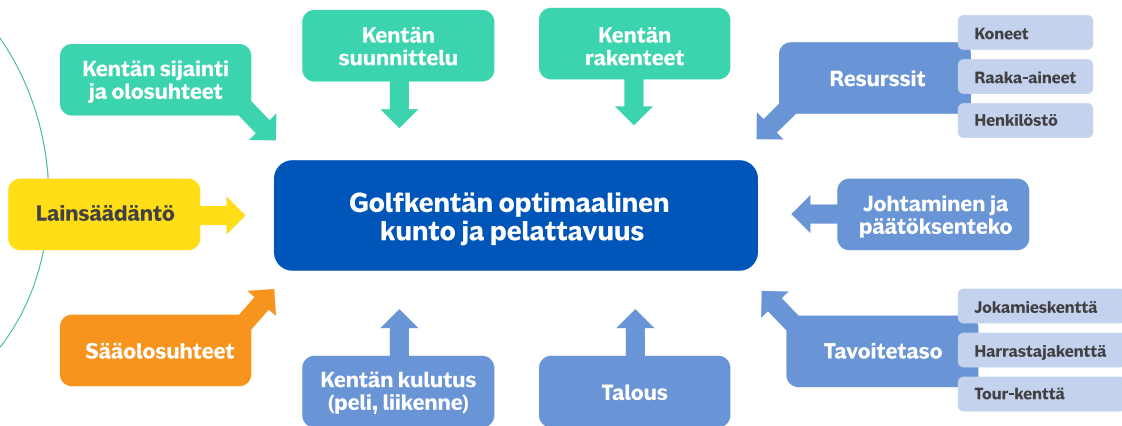 Kentän sijainti
ja olosuhteet
Kentän
suunnittelu
Kentän
rakenteet
Resurssit
Koneet
Raaka-aineet
Henkilöstö
Lainsäädäntö
Golfkentän optimaalinen
kunto ja pelattavuus
Johtaminen ja
päätöksenteko
Sääolosuhteet
Kentän kulutus
(peli, liikenne)
Talous
Tavoitetaso
Jokamieskenttä
Harrastajakenttä
Tour-kenttä